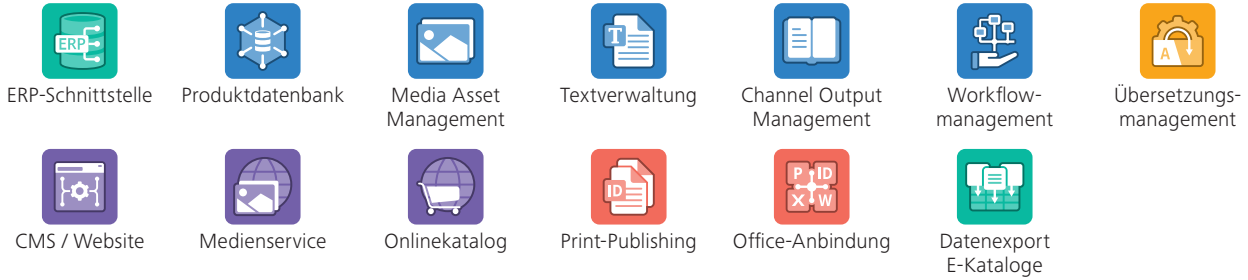 ERP
T
A
ERP-Schnittstelle
Produktdatenbank
Media Asset
Management
Textverwaltung
Channel Output
Management
Workflow-
management
Übersetzungs-
management
ID
P ID
X W
CMS / Website
Medienservice
Onlinekatalog
Print-Publishing
Office-Anbindung
Datenexport
E-Kataloge